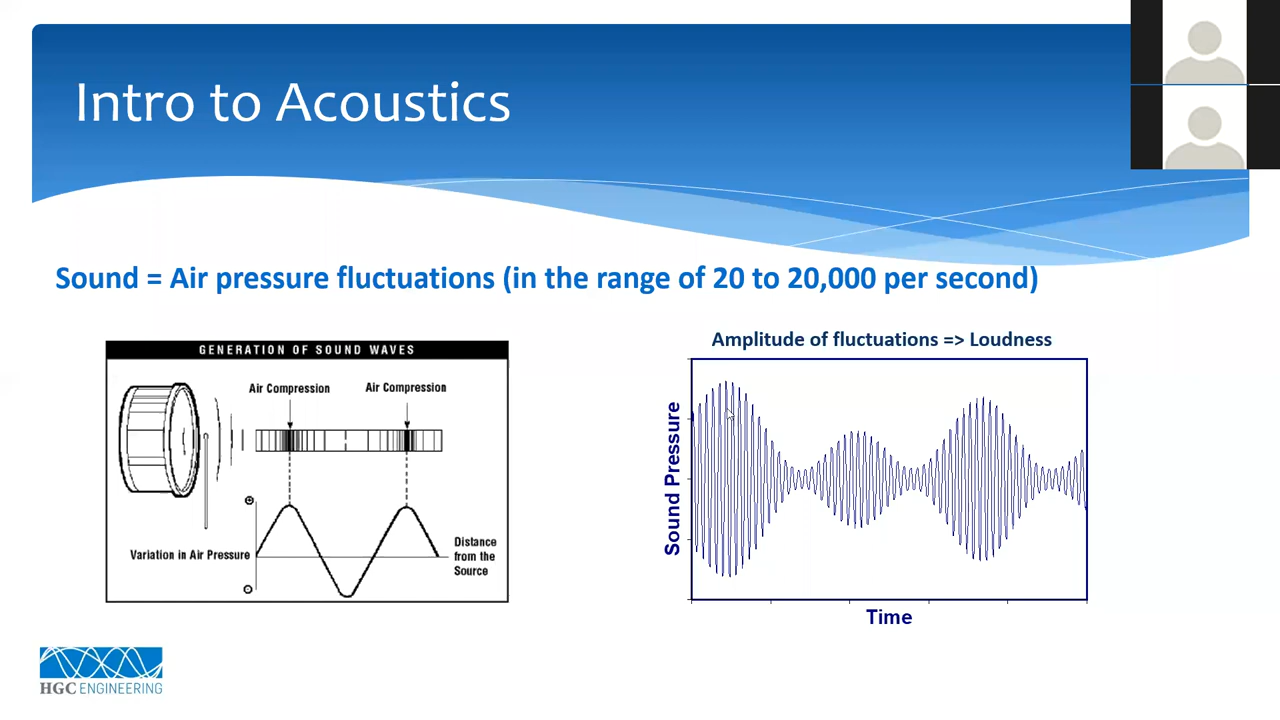 Intro to Acoustics
Sound = Air pressure fluctuations (in the range of 20 to 20,000 per second)
GENERATION OF SOUND WAVES
Air Compression
Air Compression
+
Variation in Air Pressure
-
Distance
from the
Source
Amplitude of fluctuations => Loudness
Sound Pressure
Time
HGC ENGINEERING